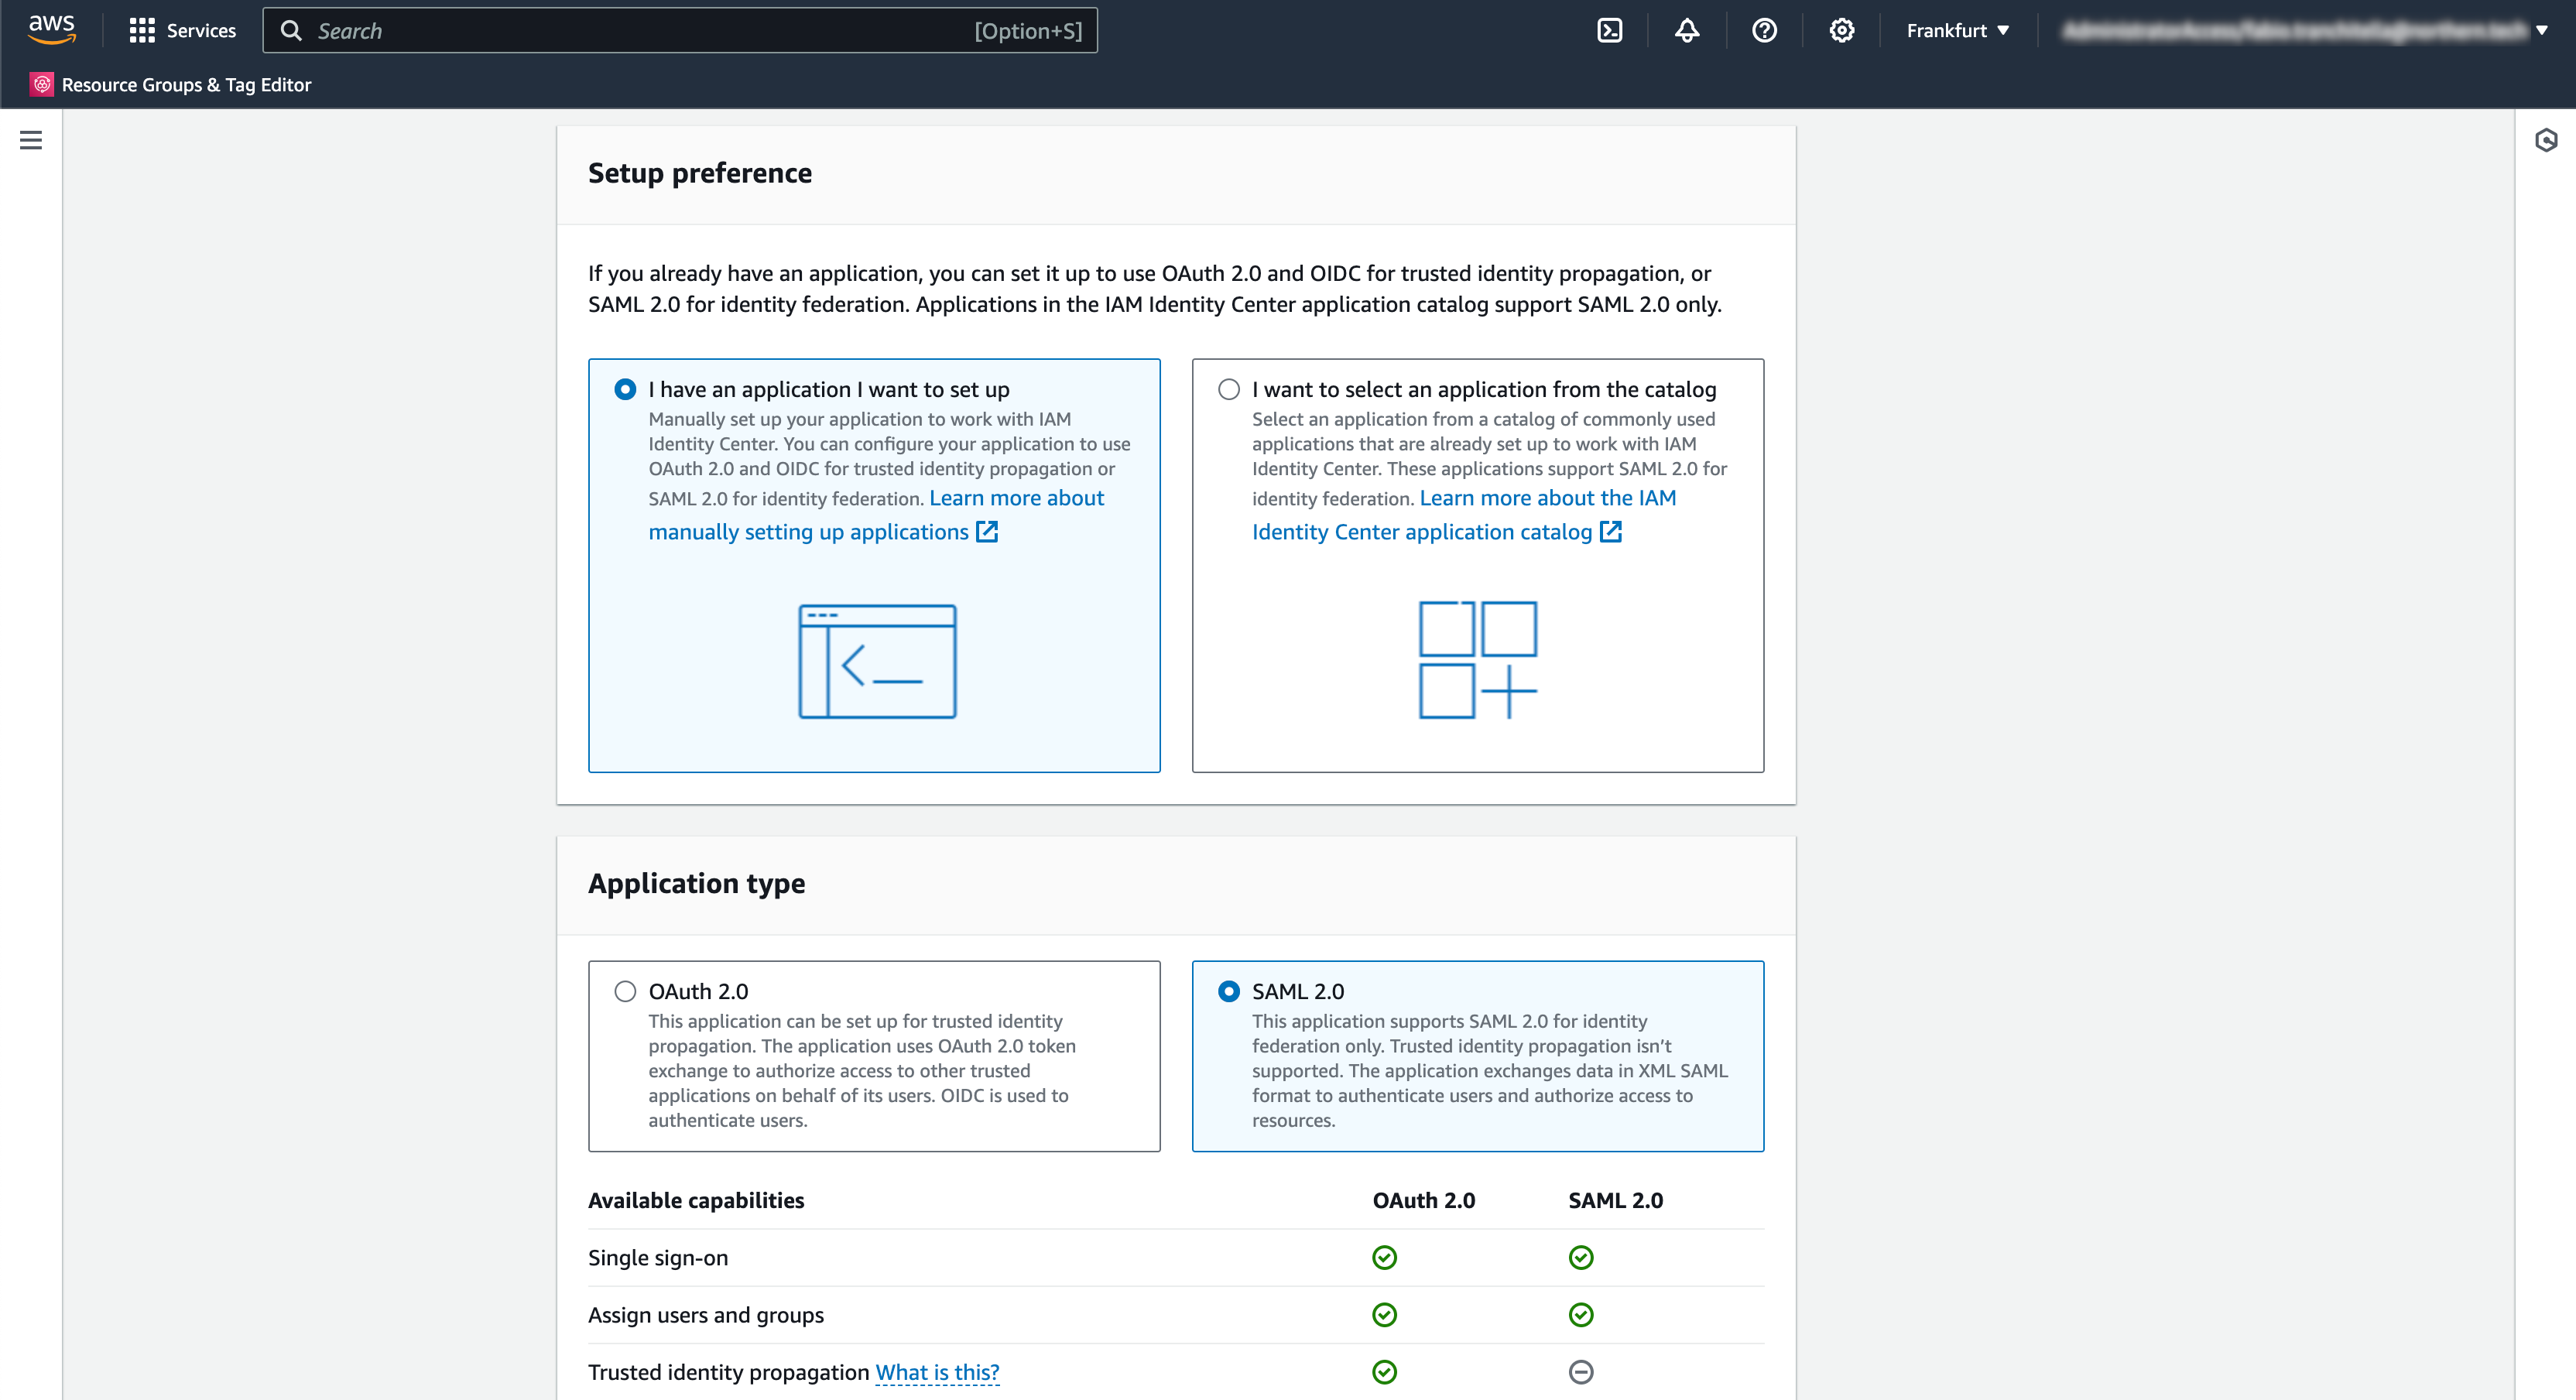 aws
Services
Search
[Option+S]
Frankfurt
Resource Groups & Tag Editor
Setup preference
If you already have an application, you can set it up to use OAuth 2.0 and OIDC for trusted identity propagation, or
SAML 2.0 for identity federation. Applications in the IAM Identity Center application catalog support SAML 2.0 only.
I have an application I want to set up
Manually set up your application to work with IAM
Identity Center. You can configure your application to use
OAuth 2.0 and OIDC for trusted identity propagation or
SAML 2.0 for identity federation. Learn more about
manually setting up applications
I want to select an application from the catalog
Select an application from a catalog of commonly used
applications that are already set up to work with IAM
Identity Center. These applications support SAML 2.0 for
identity federation. Learn more about the IAM
Identity Center application catalog
Application type
OAuth 2.0
This application can be set up for trusted identity
propagation. The application uses OAuth 2.0 token
exchange to authorize access to other trusted
applications on behalf of its users. OIDC is used to
authenticate users.
SAML 2.0
This application supports SAML 2.0 for identity
federation only. Trusted identity propagation isn't
supported. The application exchanges data in XML SAML
format to authenticate users and authorize access to
resources.
Available capabilities OAuth 2.0 SAML 2.0
Single sign-on
Assign users and groups
Trusted identity propagation What is this?